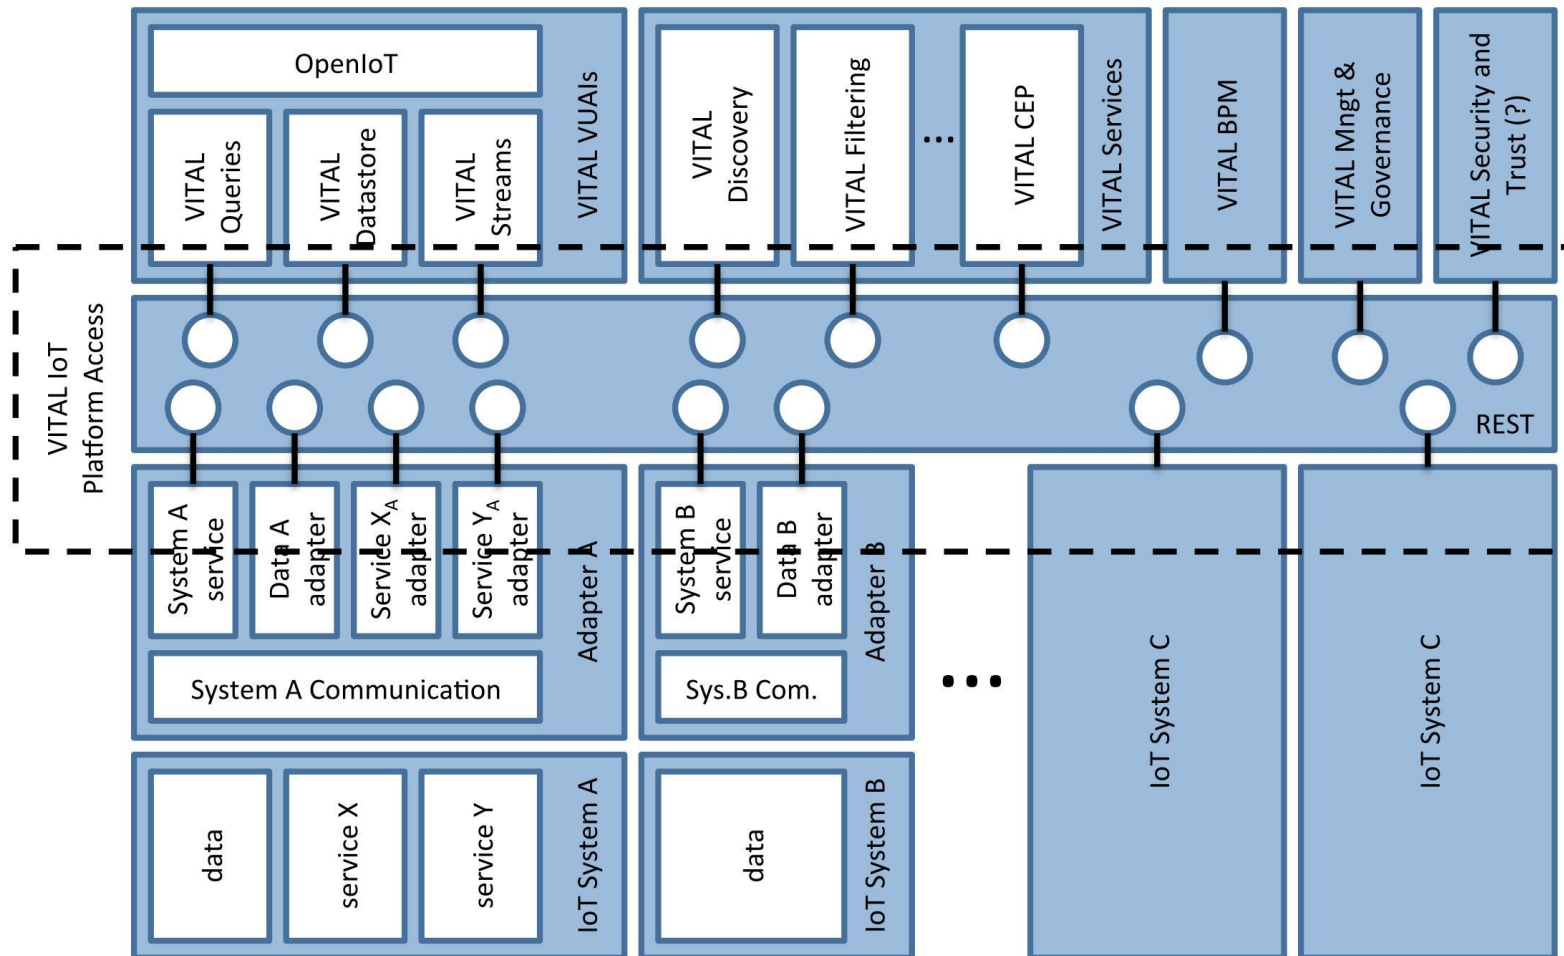 OpenIoT
VITAL
Queries
VITAL
Datastore
VITAL
Streams
VITAL VUAIs
VITAL
Discovery
VITAL Filtering
...
VITAL CEP
VITAL Services
VITAL BPM
VITAL Mngt &
Governance
VITAL Security and
Trust (?)
VITAL IoT
Platform Access
REST
System A
service
Data A
adapter
Service XA
adapter
Service YA
adapter
Adapter A
System A Communication
System B
service
Data B
adapter
Adapter B
Sys.B Com.
...
IoT System C
IoT System C
data
service X
service Y
IoT System A
data
IoT System B